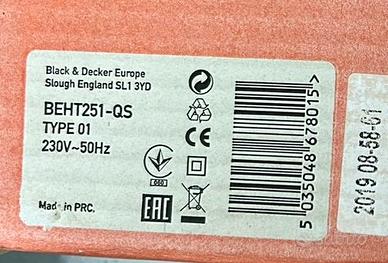 Black & Decker Europe
Slough England SL1 3YD
BEHT251-QS
TYPE 01
230V~50Hz
Made in PRC.
EAC
5 035048 678015 >
2019 08-58-01